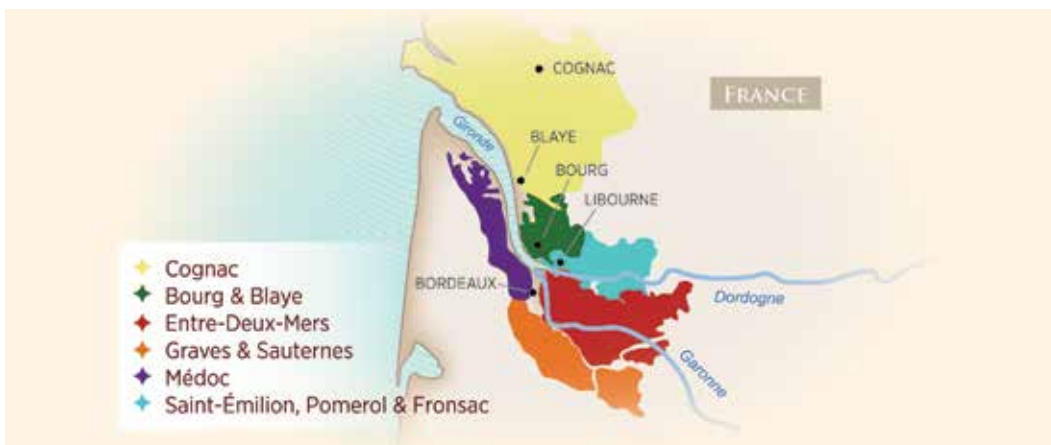 COGNAC
FRANCE
Gironde
BLAYE
BOURG
LIBOURNE
BORDEAUX
Dordogne
Garonne
Cognac
Bourg & Blaye
Entre-Deux-Mers
Graves & Sauternes
Médoc
Saint-Émilion, Pomerol & Fronsac